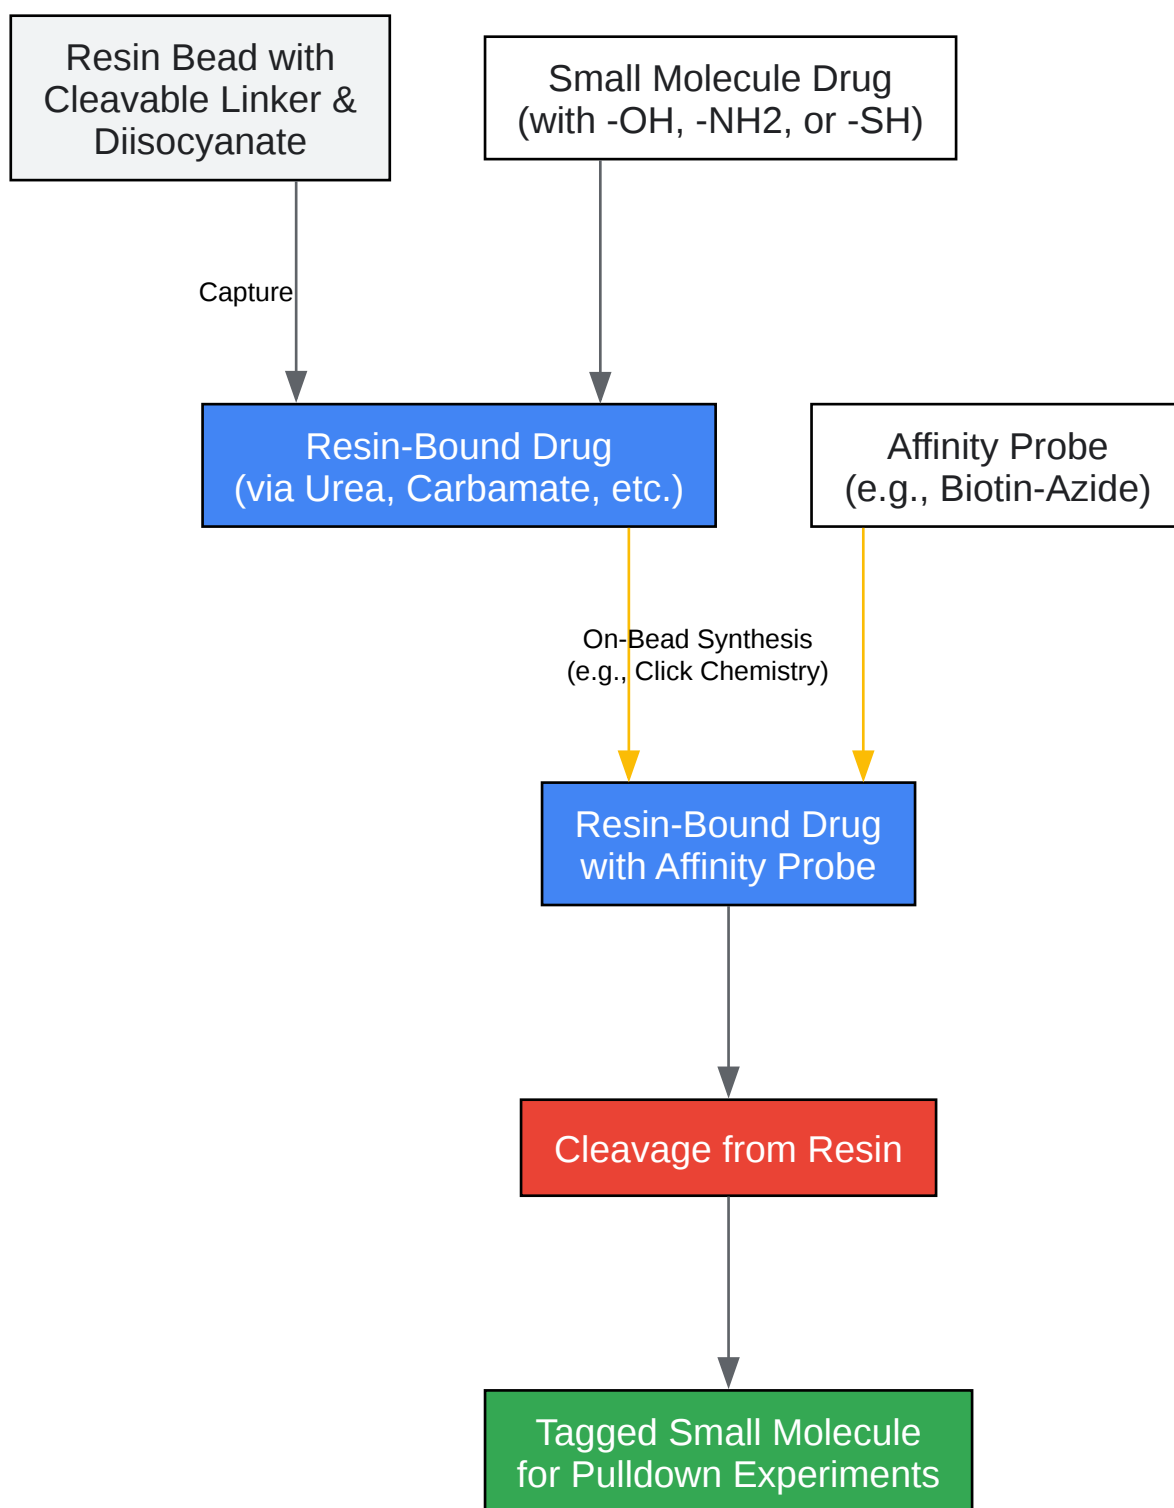 Resin Bead with
Cleavable Linker &
Diisocyanate
Small Molecule Drug
(with -OH, -NH2, or -SH)
Capture
Resin-Bound Drug
(via Urea, Carbamate, etc.)
Affinity Probe
(e.g., Biotin-Azide)
On-Bead Synthesis
(e.g., Click Chemistry)
Resin-Bound Drug
with Affinity Probe
Cleavage from Resin
Tagged Small Molecule
for Pulldown Experiments